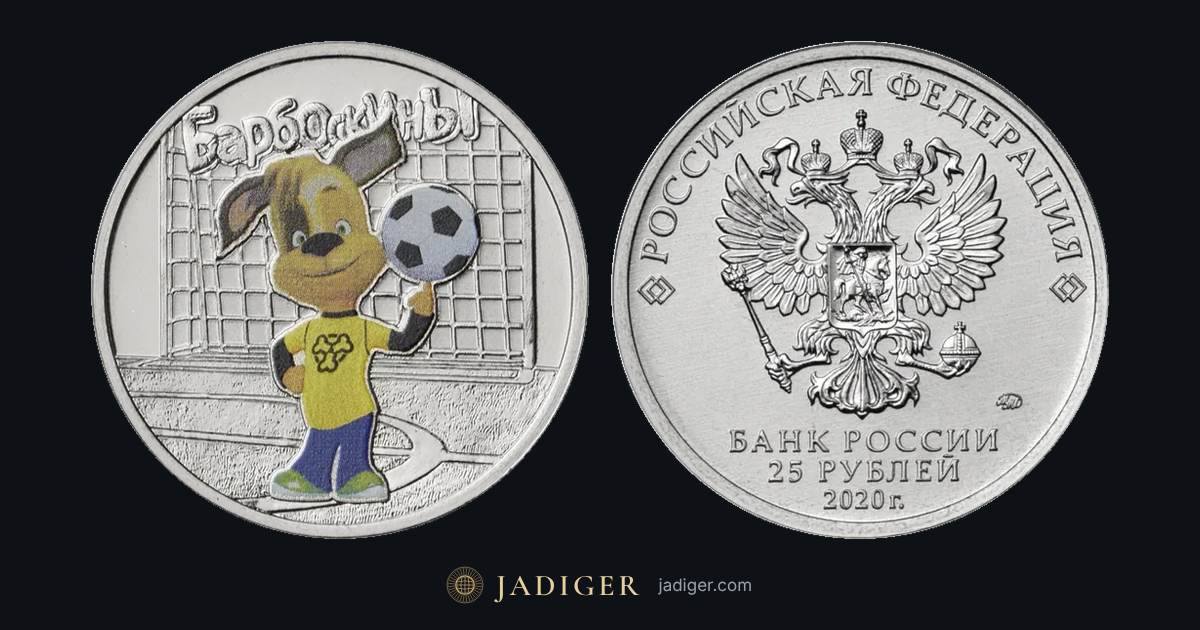 Барбоскины
РОССИЙСКАЯ ФЕДЕРАЦИЯ
БАНК РОССИИ
25 РУБЛЕЙ
2020 г.
JADIGER jadiger.com